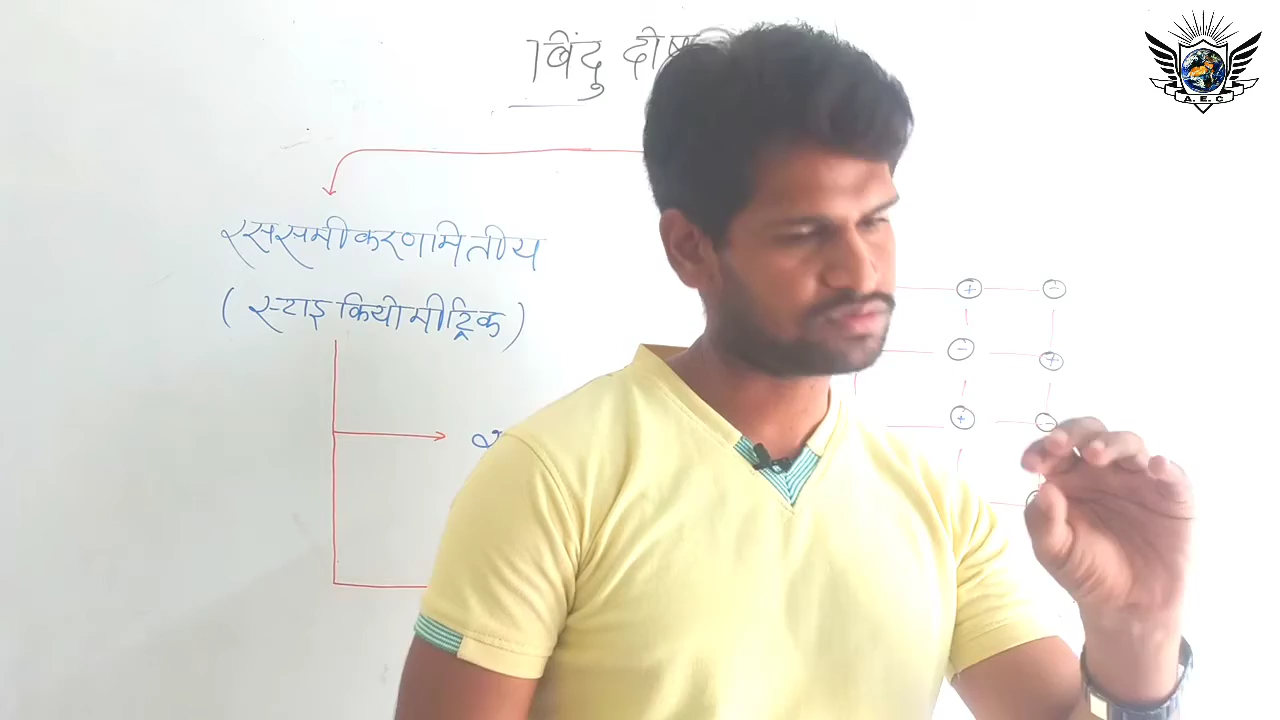 बिंदु दोष
रससमीकरणमितीय
(स्टाइकियोमीट्रिक)
+ -
- +
+ -
A. E. C